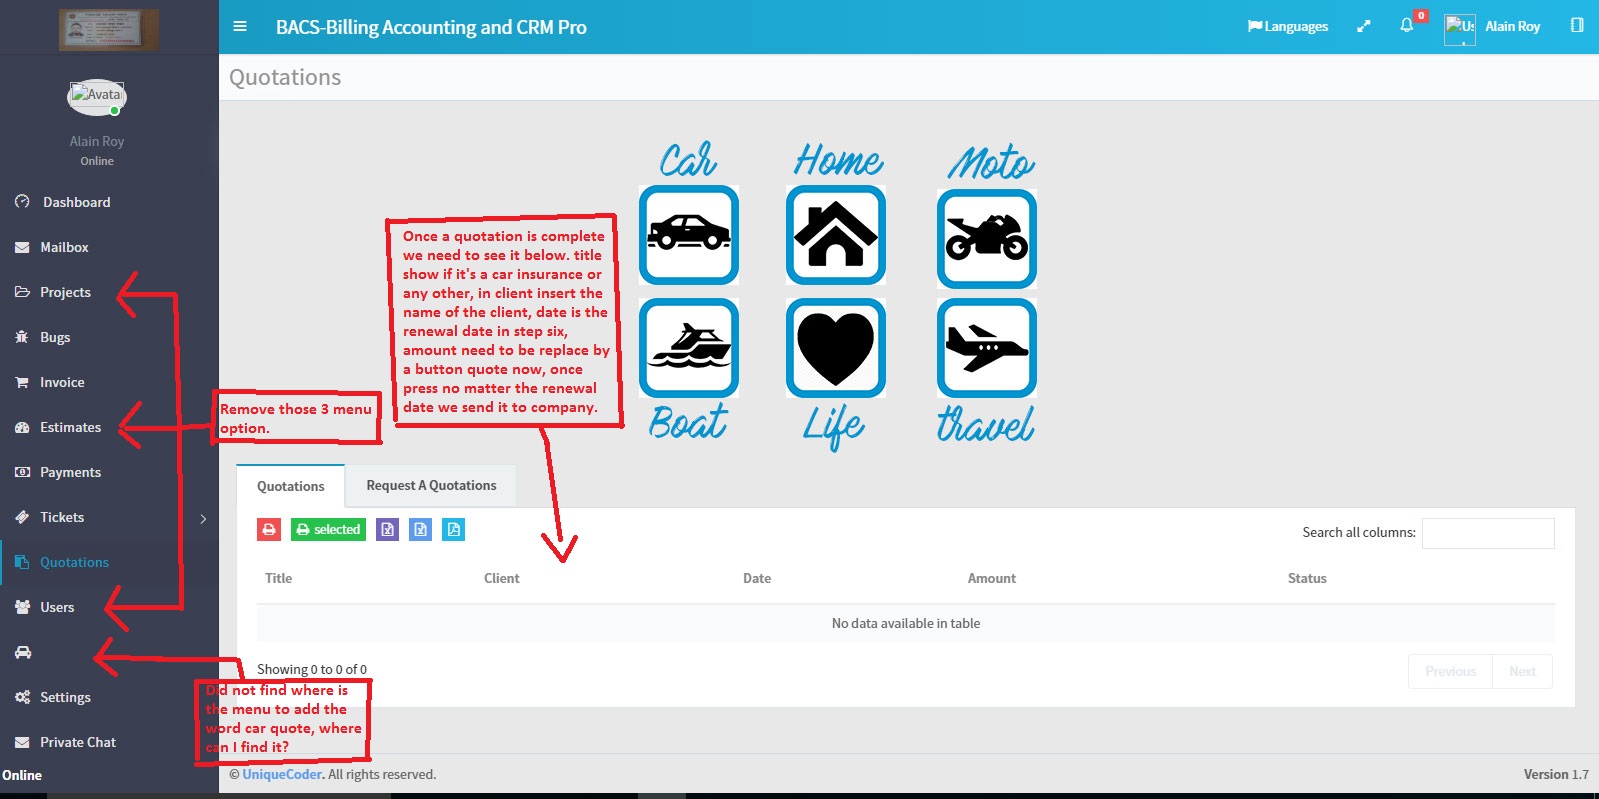 BACS-Billing Accounting and CRM Pro
Languages
0
Alain Roy
Avata
Alain Roy
Online
Dashboard
Mailbox
Projects
Bugs
Invoice
Estimates
Payments
Tickets
Quotations
Users
Settings
Private Chat
Online
Quotations
Car
Home
Moto
Boat
Life
travel
Once a quotation is complete
we need to see it below. title
show if it's a car insurance or
any other, in client insert the
name of the client, date is the
renewal date in step six,
amount need to be replace by
a button quote now, once
press no matter the renewal
date we send it to company.
Remove those 3 menu
option.
Quotations
Request A Quotations
selected
Search all columns:
Title Client Date Amount Status
No data available in table
Showing 0 to 0 of 0
Previous
Next
Did not find where is
the menu to add the
word car quote, where
can I find it?
© UniqueCoder. All rights reserved.
Version 1.7